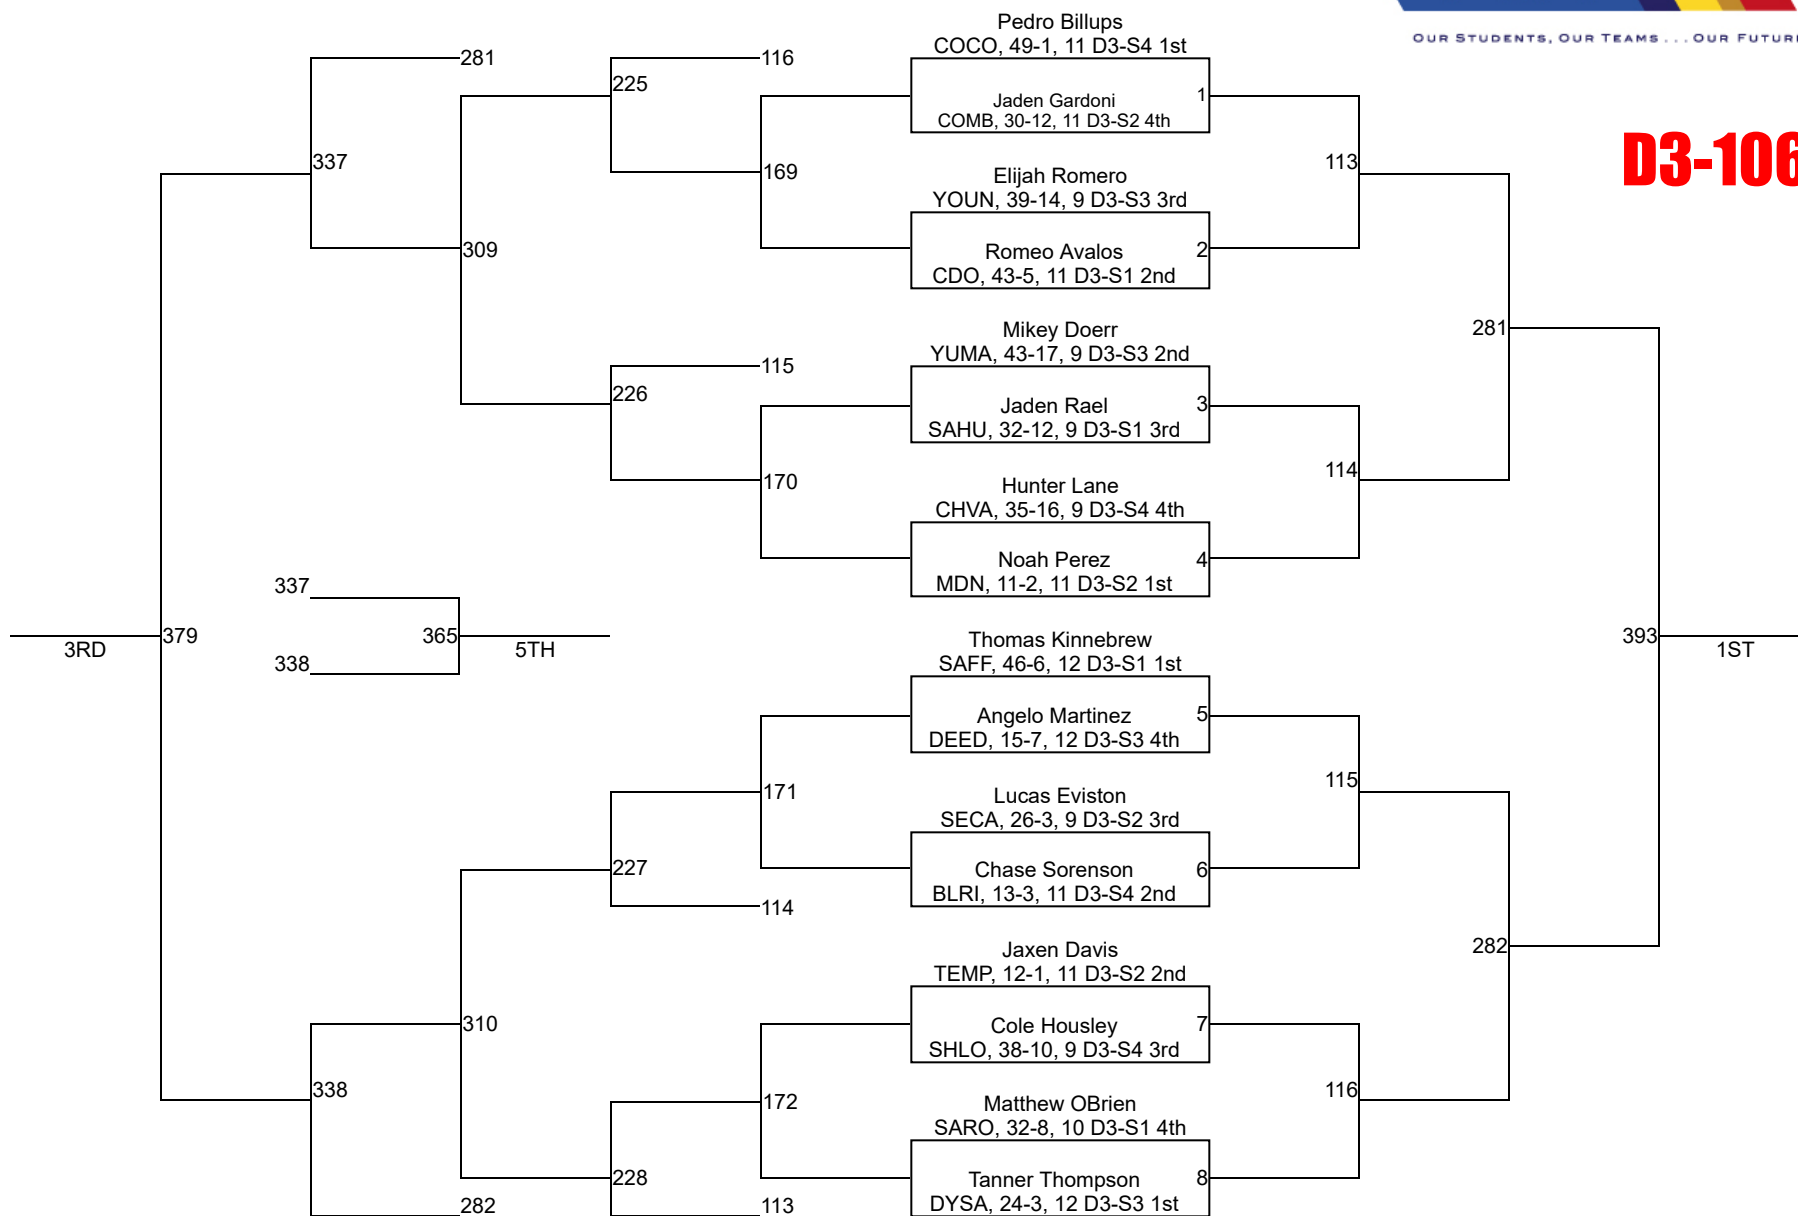 OUR STUDENTS, OUR TEAMS...OUR FUTURE
D3-106
Pedro Billups
COCO, 49-1, 11 D3-S4 1st
Jaden Gardoni
COMB, 30-12, 11 D3-S2 4th
1
Elijah Romero
YOUN, 39-14, 9 D3-S3 3rd
Romeo Avalos
CDO, 43-5, 11 D3-S1 2nd
2
Mikey Doerr
YUMA, 43-17, 9 D3-S3 2nd
Jaden Rael
SAHU, 32-12, 9 D3-S1 3rd
3
Hunter Lane
CHVA, 35-16, 9 D3-S4 4th
Noah Perez
MDN, 11-2, 11 D3-S2 1st
4
Thomas Kinnebrew
SAFF, 46-6, 12 D3-S1 1st
Angelo Martinez
DEED, 15-7, 12 D3-S3 4th
5
Lucas Eviston
SECA, 26-3, 9 D3-S2 3rd
Chase Sorenson
BLRI, 13-3, 11 D3-S4 2nd
6
Jaxen Davis
TEMP, 12-1, 11 D3-S2 2nd
Cole Housley
SHLO, 38-10, 9 D3-S4 3rd
7
Matthew OBrien
SARO, 32-8, 10 D3-S1 4th
Tanner Thompson
DYSA, 24-3, 12 D3-S3 1st
8
113
114
115
116
281
282
393
1ST
116
169
115
170
171
114
172
113
225
226
227
228
309
310
281
337
338
282
379
3RD
337
338
365
5TH